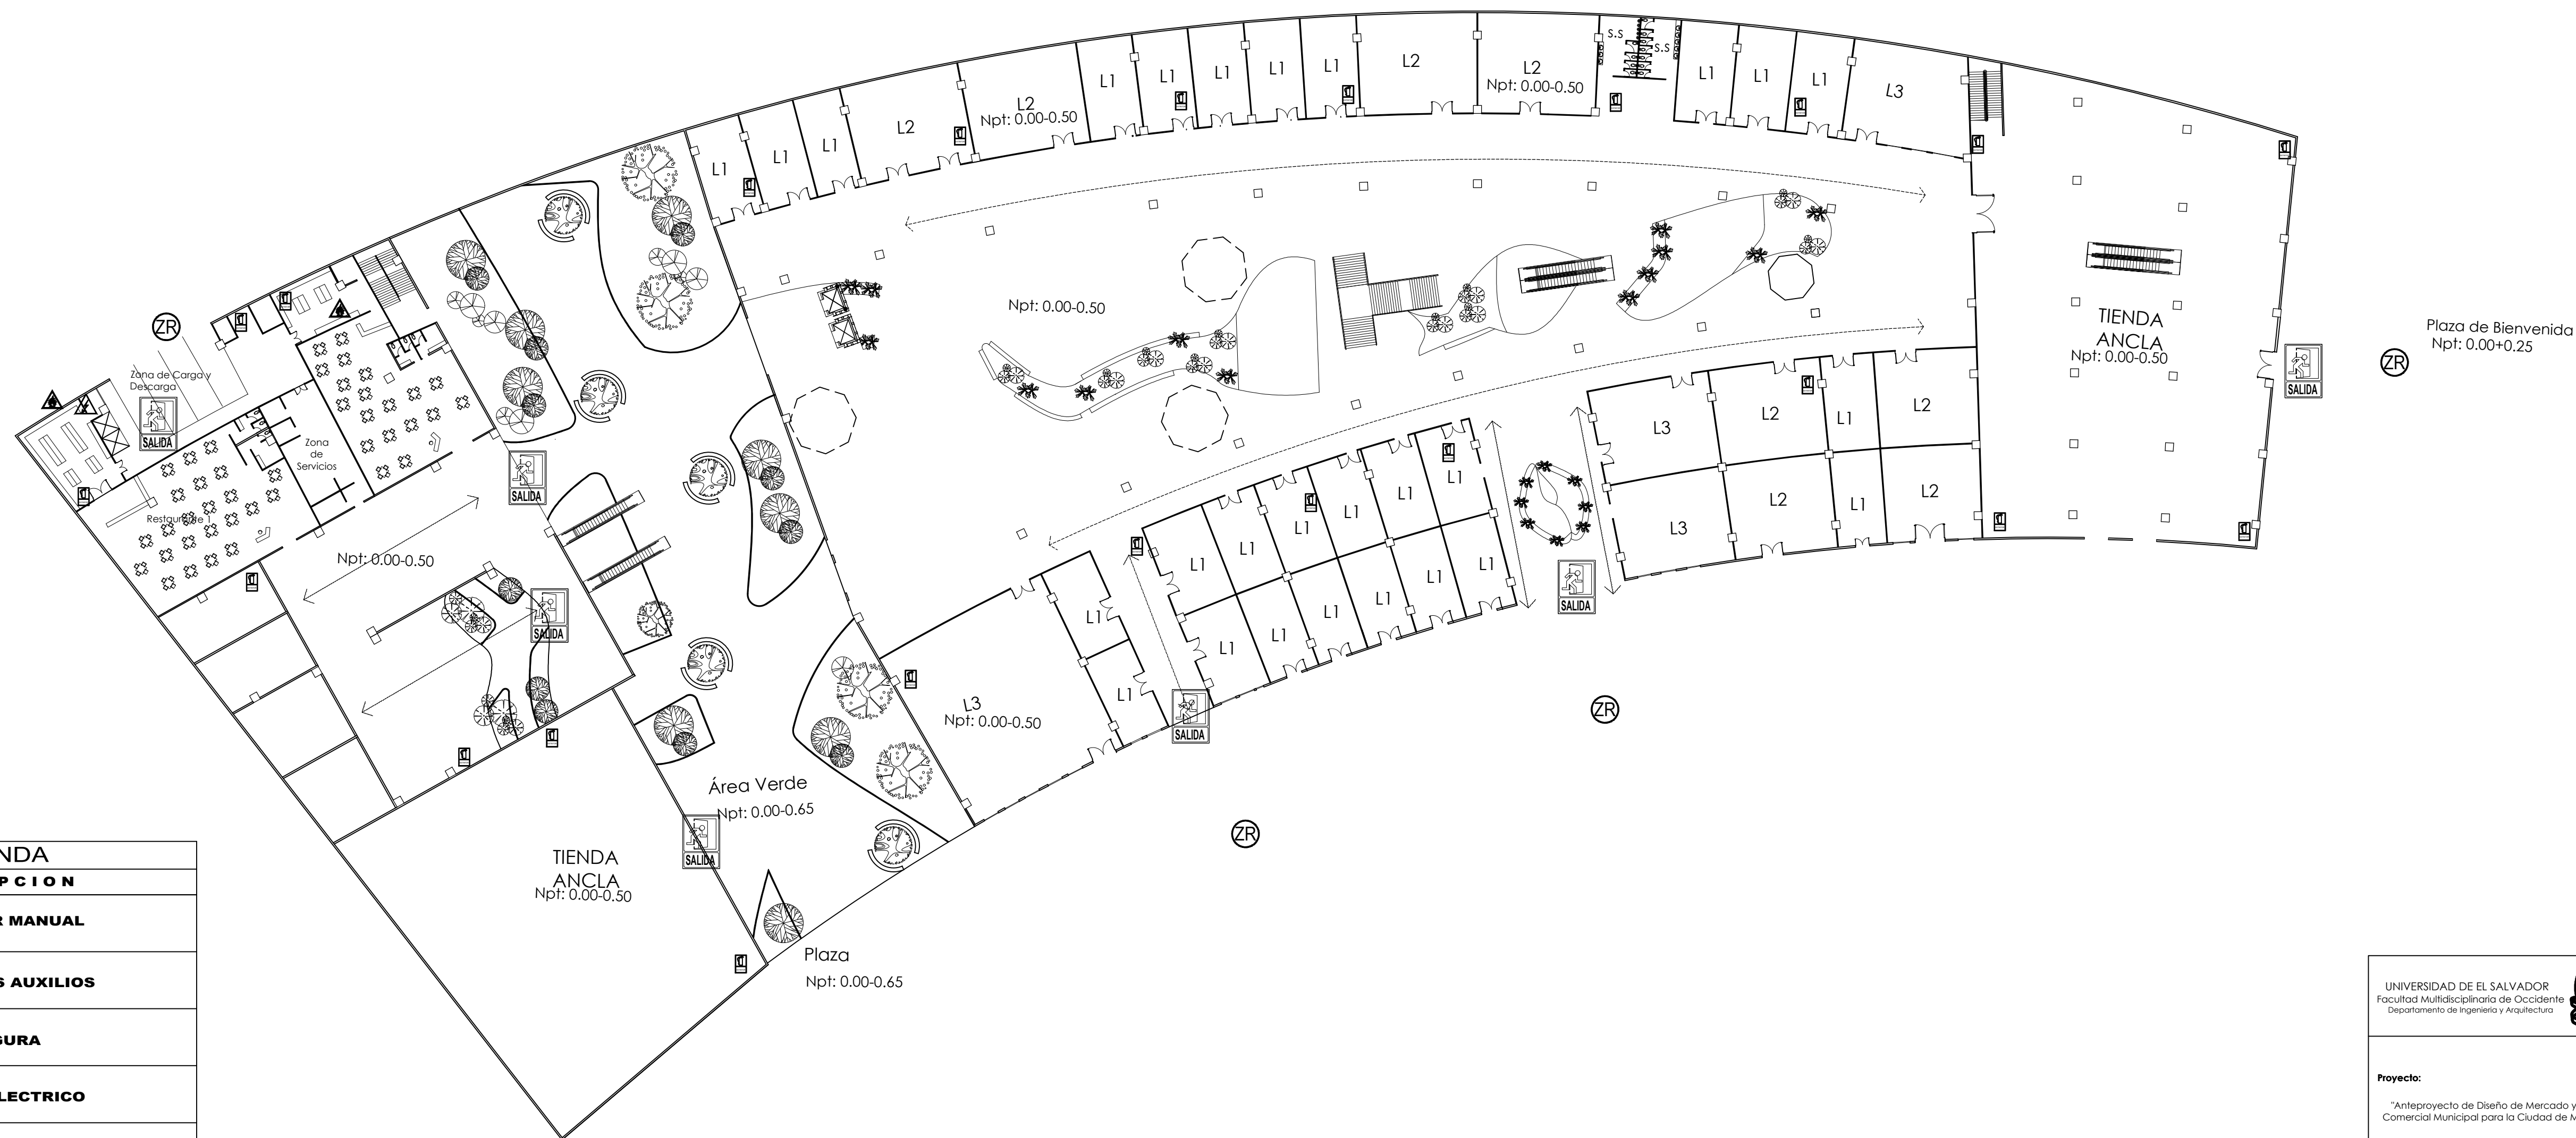 S.S
S.S
L1
L1
L1
L1
L1
L2
L2
Npt: 0.00-0.50
L1
L1
L1
L3
L2
Npt: 0.00-0.50
L1
L1
L1
L2
ZR
Zona de Carga y
Descarga
SALIDA
Zona
de
Servicios
Restaurante 1
Npt: 0.00-0.50
SALIDA
SALIDA
Npt: 0.00-0.50
TIENDA
ANCLA
Npt: 0.00-0.50
SALIDA
ZR
Plaza de Bienvenida
Npt: 0.00+0.25
L3
L2
L1
L2
L3
L2
L1
L2
L1
L1
L1
L1
L1
L1
L1
L1
L1
L1
L1
L1
SALIDA
L1
L1
L3
Npt: 0.00-0.50
SALIDA
ZR
ZR
Área Verde
Npt: 0.00-0.65
SALIDA
TIENDA
ANCLA
Npt: 0.00-0.50
Plaza
Npt: 0.00-0.65
NDA
PCION
R MANUAL
S AUXILIOS
GURA
LECTRICO
UNIVERSIDAD DE EL SALVADOR
Facultad Multidisciplinaria de Occidente
Departamento de Ingenieria y Arquitectura
Proyecto:
"Anteproyecto de Diseño de Mercado y
Comercial Municipal para la Ciudad de M